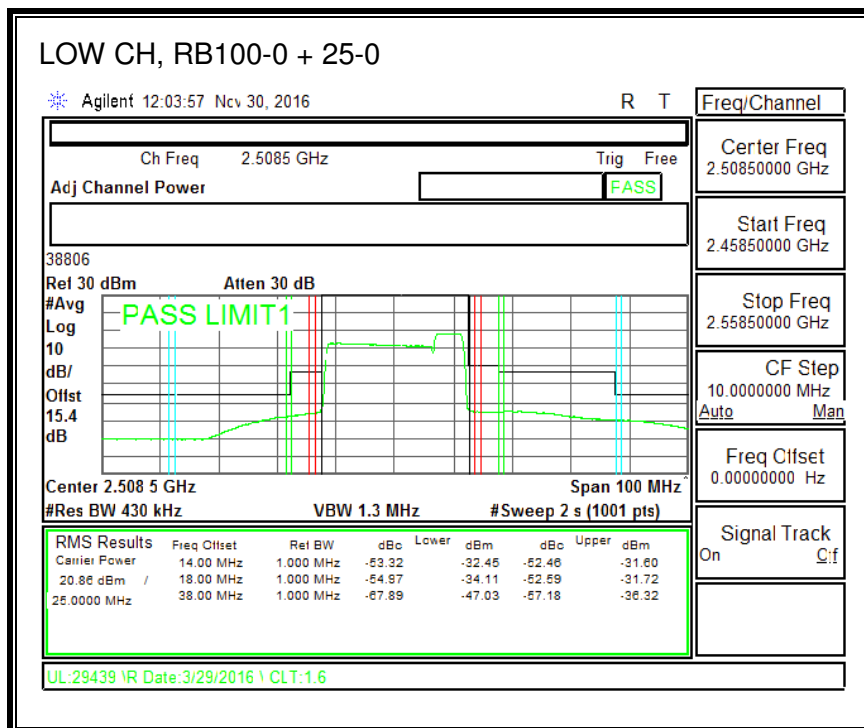 LOW CH, RB100-0 + 25-0
Agilent 12:03:57 Nov 30, 2016 R T
Freq/Channel
Ch Freq 2.5085 GHz Trig Free
Adj Channel Power PASS
Center Freq
2.50850000 GHz
Start Freq
2.45850000 GHz
Stop Freq
2.55850000 GHz
CF Step
10.0000000 MHz
Auto Man
Freq Offset
0.00000000 Hz
Signal Track
On Off
38806
Ref 30 dBm Atten 30 dB
#Avg
Log
10
dB/
Offst
15.4
dB
PASS LIMIT1
Center 2.508 5 GHz Span 100 MHz
#Res BW 430 kHz VBW 1.3 MHz #Sweep 2 s (1001 pts)
RMS Results Freq Offset Ref BW dBc Lower dBm dBc Upper dBm
Carrier Power 14.00 MHz 1.000 MHz -53.32 -32.45 -52.46 -31.60
20.86 dBm / 18.00 MHz 1.000 MHz -54.97 -34.11 -52.59 -31.72
25.0000 MHz 38.00 MHz 1.000 MHz -67.89 -47.03 -57.18 -36.32
UL:29439 \R Date:3/29/2016 \ CLT:1.6